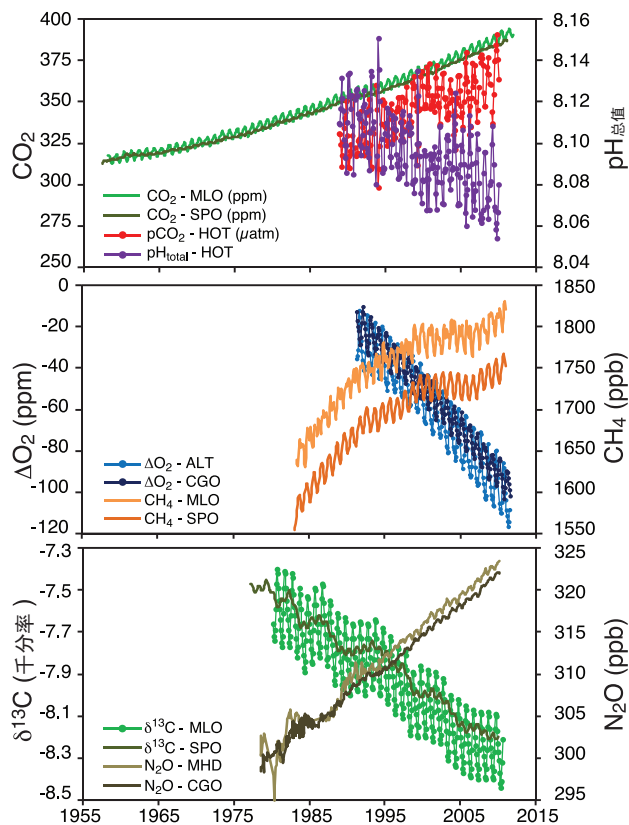 400
375
350
325
300
275
250
CO₂
8.16
8.14
8.12
8.10
8.08
8.06
8.04
pH总值
CO₂ - MLO (ppm)
CO₂ - SPO (ppm)
pCO₂ - HOT (µatm)
pHtotal - HOT
0
-20
-40
-60
-80
-100
-120
ΔO₂ (ppm)
1850
1800
1750
1700
1650
1600
1550
CH₄ (ppb)
ΔO₂ - ALT
ΔO₂ - CGO
CH₄ - MLO
CH₄ - SPO
-7.3
-7.5
-7.7
-7.9
-8.1
-8.3
-8.5
δ¹³C (千分率)
325
320
315
310
305
300
295
N₂O (ppb)
δ¹³C - MLO
δ¹³C - SPO
N₂O - MHD
N₂O - CGO
1955 1965 1975 1985 1995 2005 2015